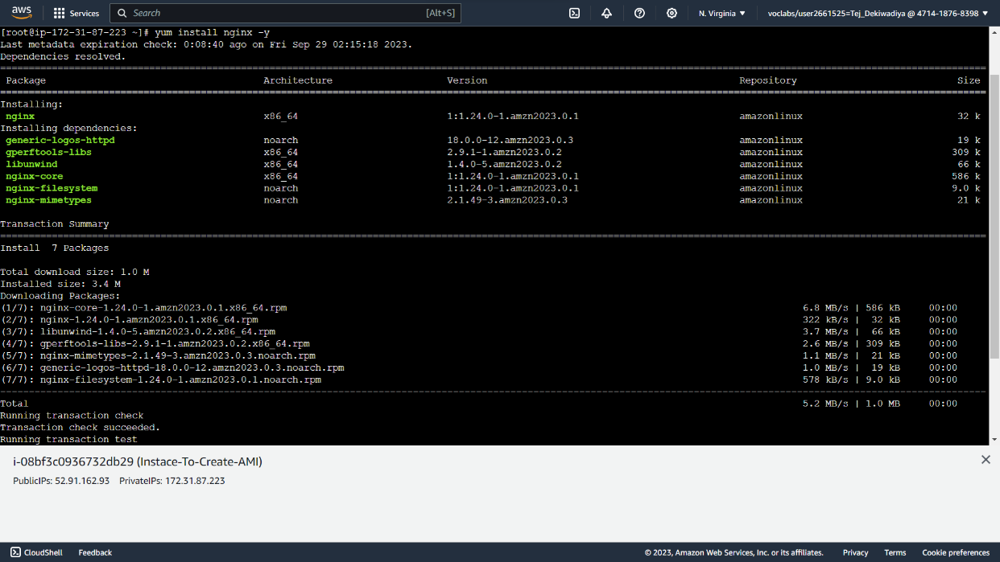 aws Services Search [Alt+S] N. Virginia voclabs/user2661525=Tej_Dekiwadiya @ 4714-1876-8398
[root@ip-172-31-87-223 ~]# yum install nginx -y
Last metadata expiration check: 0:08:40 ago on Fri Sep 29 02:15:18 2023.
Dependencies resolved.
Package Architecture Version Repository Size
Installing:
nginx x86_64 1:1.24.0-1.amzn2023.0.1 amazonlinux 32 k
Installing dependencies:
generic-logos-httpd noarch 18.0.0-12.amzn2023.0.3 amazonlinux 19 k
gperftools-libs x86_64 2.9.1-1.amzn2023.0.2 amazonlinux 309 k
libunwind x86_64 1.4.0-5.amzn2023.0.2 amazonlinux 66 k
nginx-core x86_64 1:1.24.0-1.amzn2023.0.1 amazonlinux 586 k
nginx-filesystem noarch 1:1.24.0-1.amzn2023.0.1 amazonlinux 9.0 k
nginx-mimetypes noarch 2.1.49-3.amzn2023.0.3 amazonlinux 21 k
Transaction Summary
Install 7 Packages
Total download size: 1.0 M
Installed size: 3.4 M
Downloading Packages:
(1/7): nginx-core-1.24.0-1.amzn2023.0.1.x86_64.rpm 6.8 MB/s | 586 kB 00:00
(2/7): nginx-1.24.0-1.amzn2023.0.1.x86_64.rpm 322 kB/s | 32 kB 00:00
(3/7): libunwind-1.4.0-5.amzn2023.0.2.x86_64.rpm 3.7 MB/s | 66 kB 00:00
(4/7): gperftools-libs-2.9.1-1.amzn2023.0.2.x86_64.rpm 2.6 MB/s | 309 kB 00:00
(5/7): nginx-mimetypes-2.1.49-3.amzn2023.0.3.noarch.rpm 1.1 MB/s | 21 kB 00:00
(6/7): generic-logos-httpd-18.0.0-12.amzn2023.0.3.noarch.rpm 1.0 MB/s | 19 kB 00:00
(7/7): nginx-filesystem-1.24.0-1.amzn2023.0.1.noarch.rpm 578 kB/s | 9.0 kB 00:00
Total 5.2 MB/s | 1.0 MB 00:00
Running transaction check
Transaction check succeeded.
Running transaction test
i-08bf3c0936732db29 (Instace-To-Create-AMI)
PublicIPs: 52.91.162.93 PrivateIPs: 172.31.87.223
CloudShell Feedback © 2023, Amazon Web Services, Inc. or its affiliates. Privacy Terms Cookie preferences